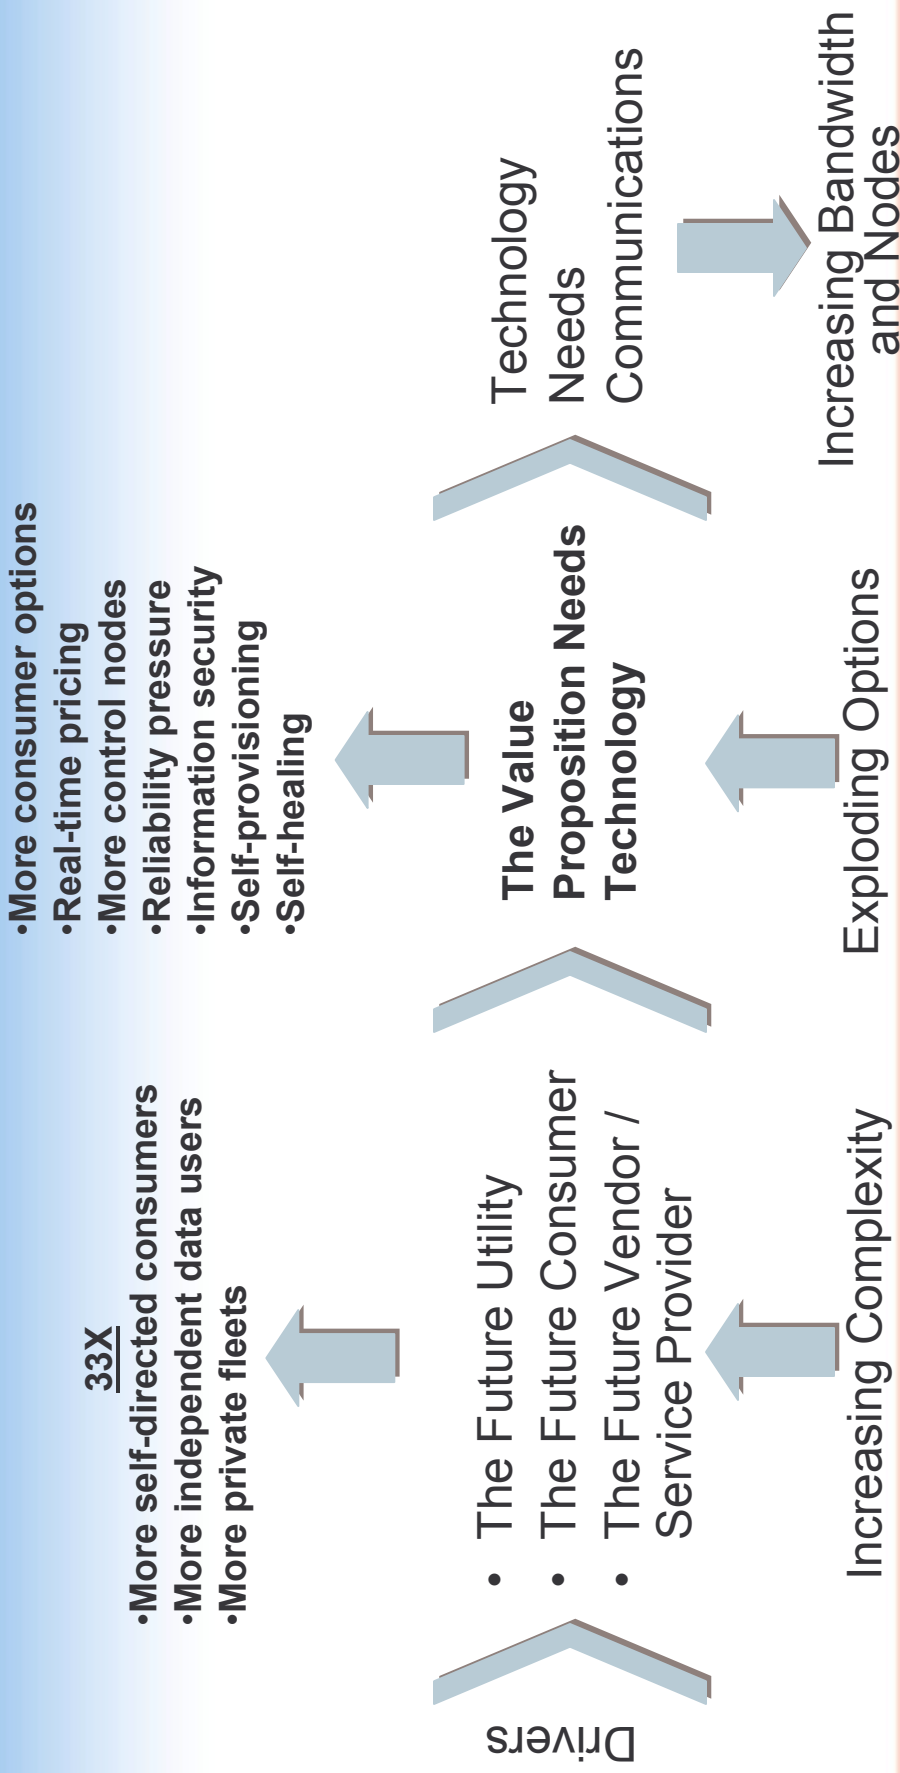 Drivers
33X
•More self-directed consumers
•More independent data users
•More private fleets
• The Future Utility
• The Future Consumer
• The Future Vendor /
Service Provider
Increasing Complexity
•More consumer options
•Real-time pricing
•More control nodes
•Reliability pressure
•Information security
•Self-provisioning
•Self-healing
The Value
Proposition Needs
Technology
Exploding Options
Technology
Needs
Communications
Increasing Bandwidth
and Nodes